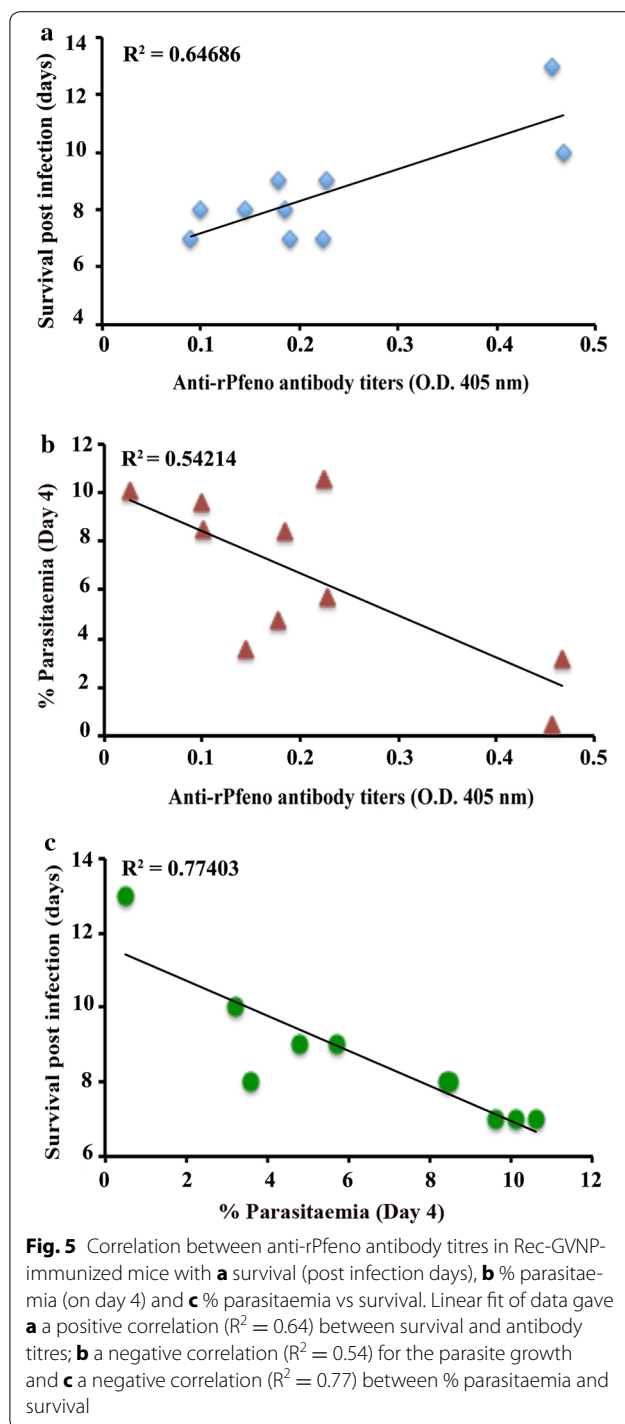 a
R² = 0.64686
Survival post infection (days)
14
12
10
8
6
4
0
0.1
0.2
0.3
0.4
0.5
Anti-rPfeno antibody titers (O.D. 405 nm)
b
R² = 0.54214
% Parasitaemia (Day 4)
12
10
8
6
4
2
0
0
0.1
0.2
0.3
0.4
0.5
Anti-rPfeno antibody titers (O.D. 405 nm)
c
R² = 0.77403
Survival post infection (days)
14
12
10
8
6
0
2
4
6
8
10
12
% Parasitaemia (Day 4)
Fig. 5 Correlation between anti-rPfeno antibody titres in Rec-GVNP-
immunized mice with a survival (post infection days), b % parasitae-
mia (on day 4) and c % parasitaemia vs survival. Linear fit of data gave
a a positive correlation (R² = 0.64) between survival and antibody
titres; b a negative correlation (R² = 0.54) for the parasite growth
and c a negative correlation (R² = 0.77) between % parasitaemia and
survival